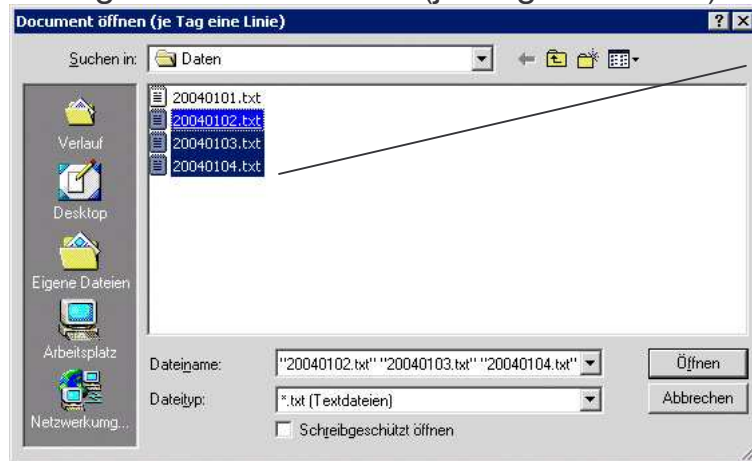 Document öffnen (je Tag eine Linie)
Suchen in:
Daten
20040101.txt
20040102.txt
20040103.txt
20040104.txt
Verlauf
Desktop
Eigene Dateien
Arbeitsplatz
Netzwerkumg...
Dateiname:
"20040102.txt" "20040103.txt" "20040104.txt"
Öffnen
Dateityp:
*.txt (Textdateien)
Abbrechen
Schreibgeschützt öffnen